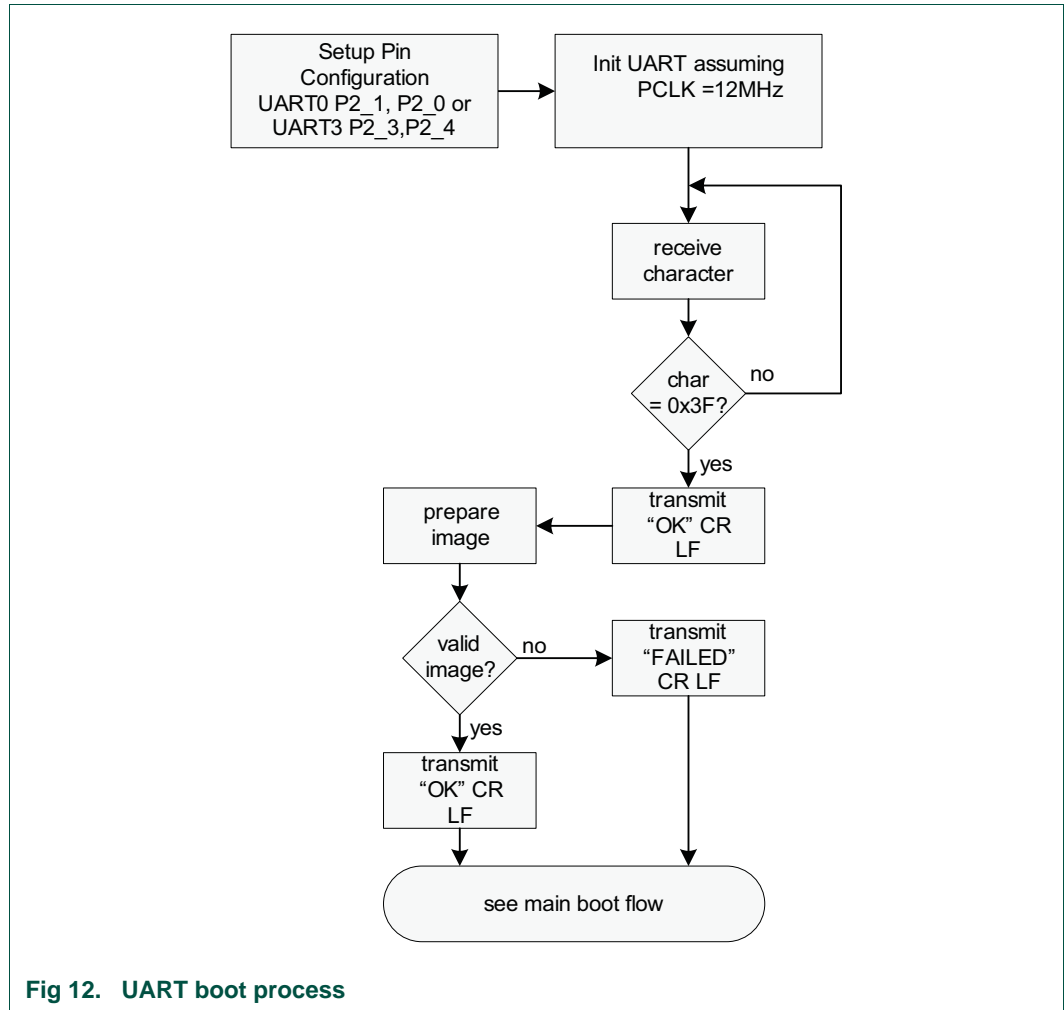 Setup Pin
Configuration
UART0 P2_1, P2_0 or
UART3 P2_3,P2_4
Init UART assuming
PCLK =12MHz
receive
character
char
= 0x3F?
no
yes
transmit
“OK” CR
LF
prepare
image
valid
image?
no
transmit
“FAILED”
CR LF
yes
transmit
“OK” CR
LF
see main boot flow
Fig 12. UART boot process